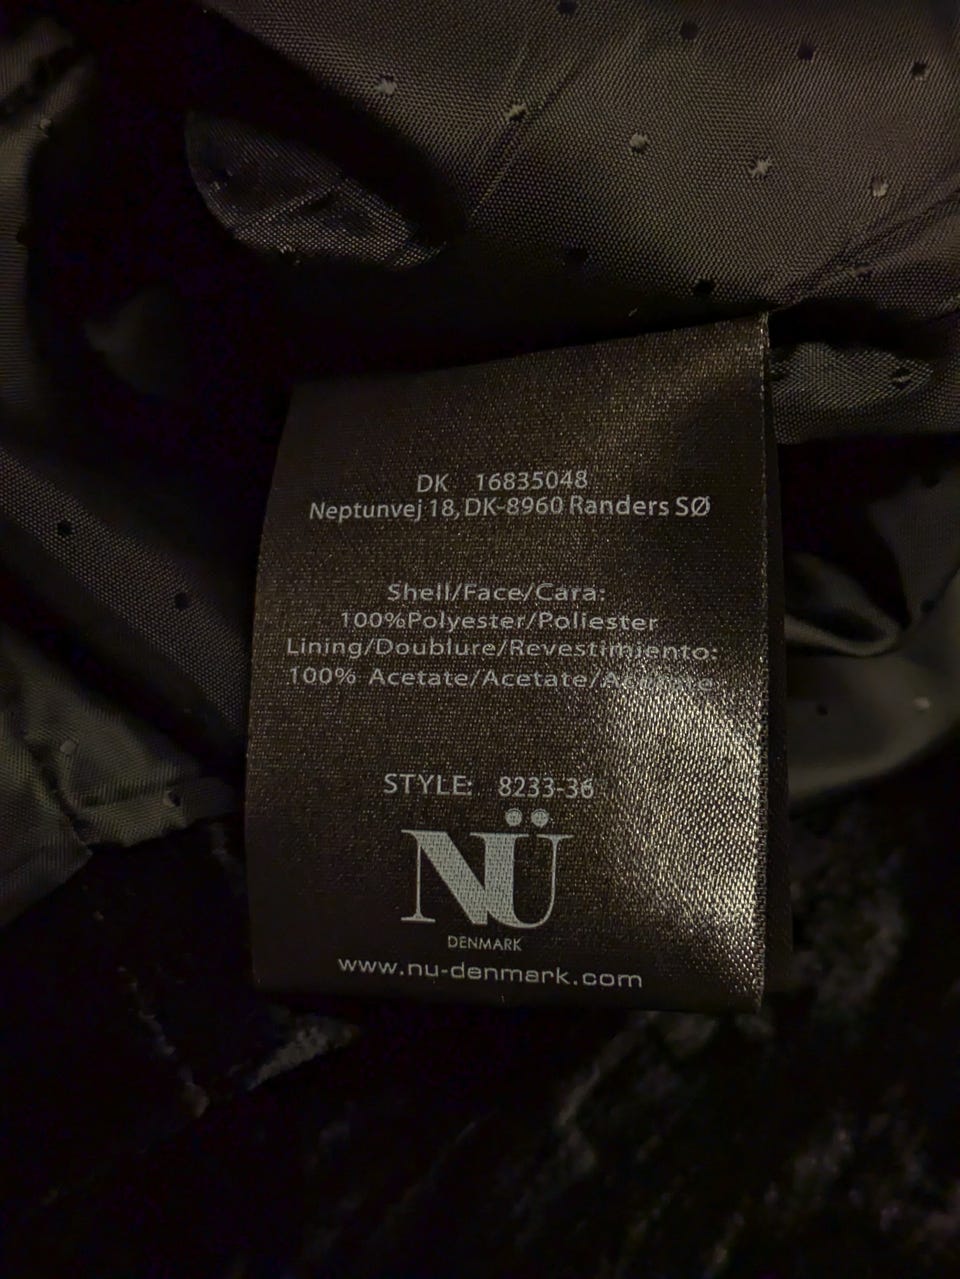 DK 16835048
Neptunvej 18, DK-8960 Randers SØ
Shell/Face/Cara:
100%Polyester/Poliester
Lining/Doublure/Revestimiento:
100% Acetate/Acetate/
STYLE: 8233-36
NÜ
DENMARK
www.nu-denmark.com